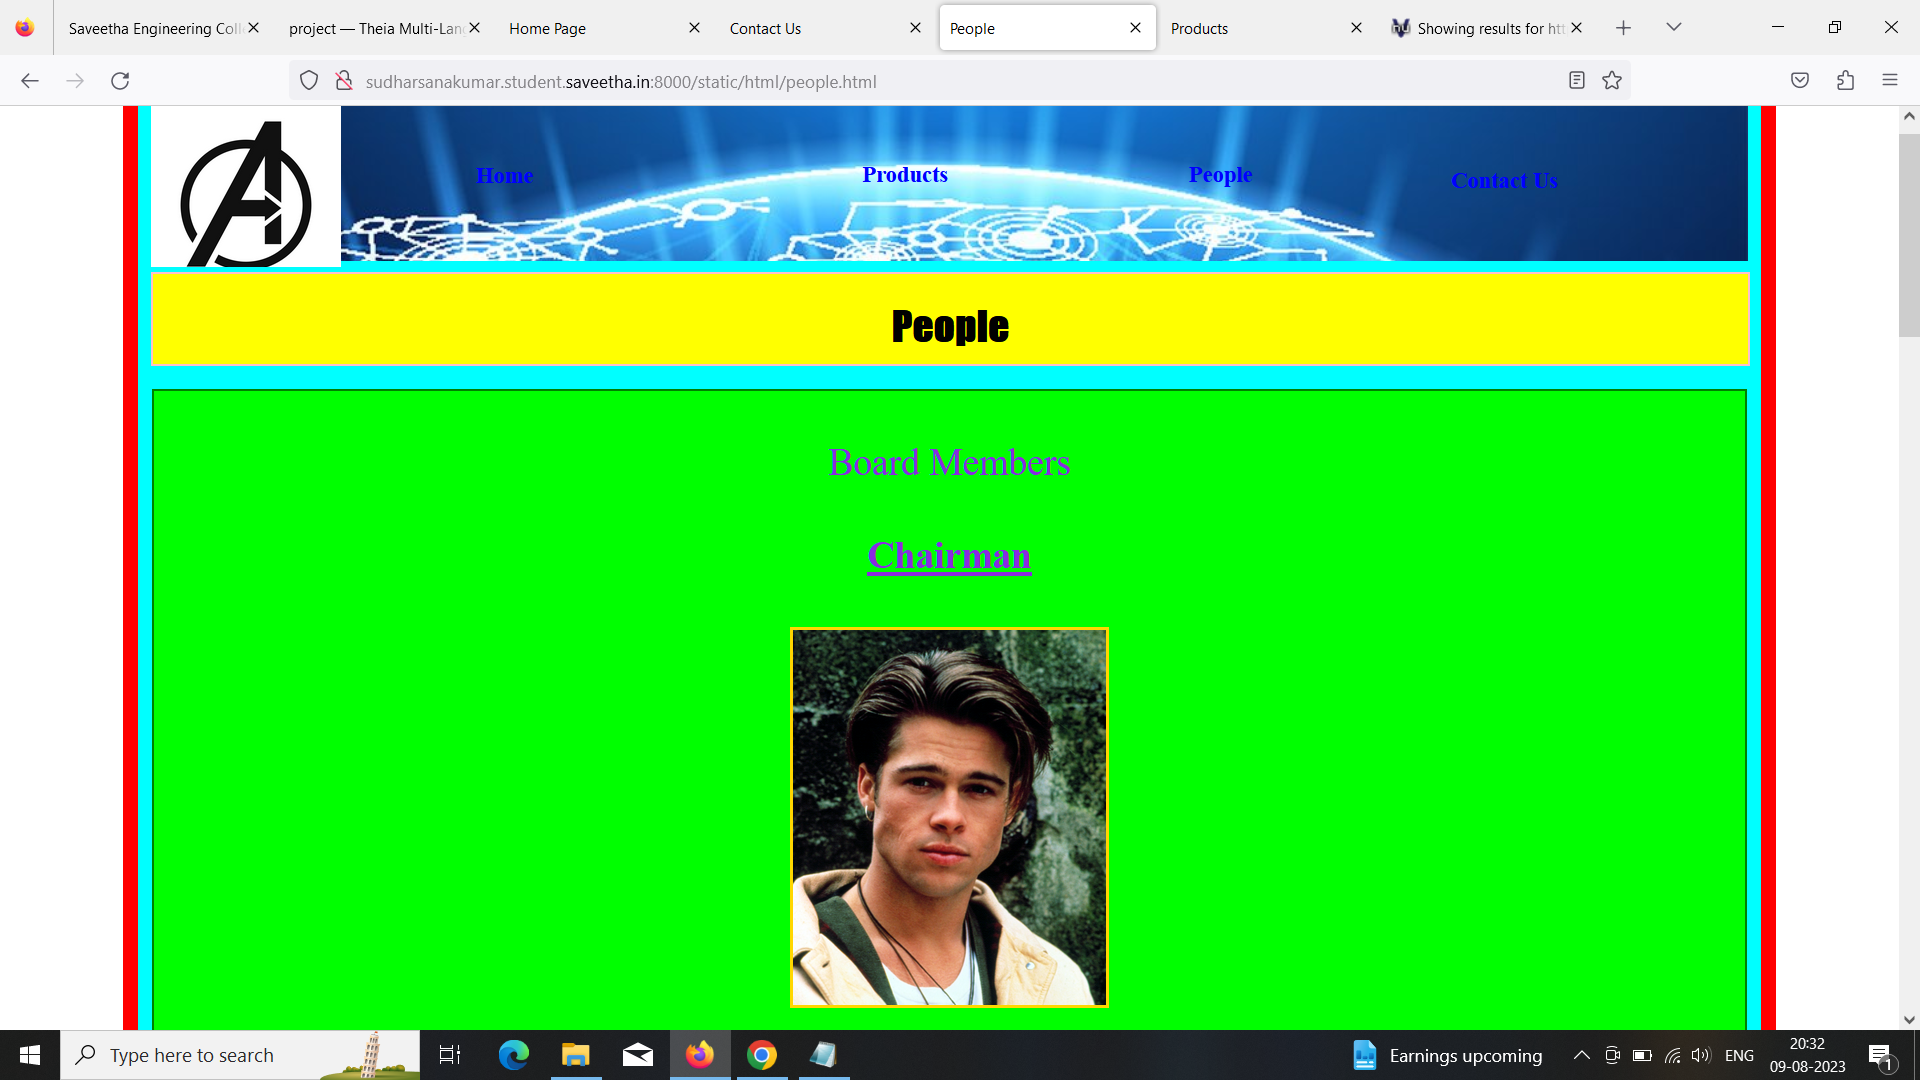 Saveetha Engineering Coll
project — Theia Multi-Lang
Home Page
Contact Us
People
Products
Showing results for htt
sudharsanakumar.student.saveetha.in:8000/static/html/people.html
Home
Products
People
Contact Us
People
Board Members
Chairman
Type here to search
Earnings upcoming
ENG
20:32
09-08-2023
1